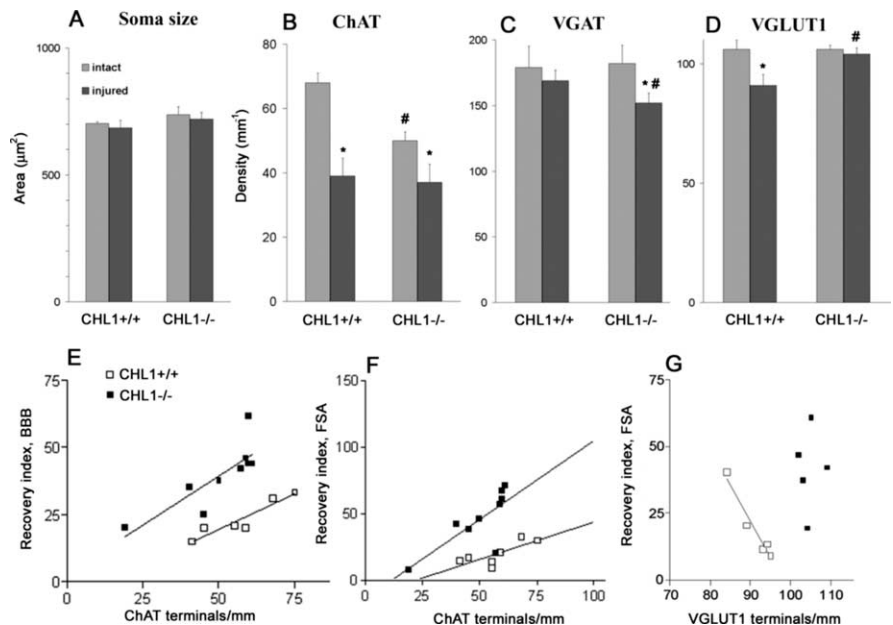 A Soma size
B ChAT
C VGAT
D VGLUT1
Area (μm²)
1000
500
0
intact
injured
CHL1+/+ CHL1-/-
Density (mm⁻¹)
80
60
40
20
0
*
#
*
CHL1+/+ CHL1-/-
200
150
100
50
0
* #
CHL1+/+ CHL1-/-
100
50
0
*
#
CHL1+/+ CHL1-/-
E
CHL1+/+
CHL1-/-
Recovery index, BBB
75
50
25
0
0 25 50 75
ChAT terminals/mm
F
Recovery index, FSA
150
100
50
0
0 25 50 75 100
ChAT terminals/mm
G
Recovery index, FSA
75
50
25
0
70 80 90 100 110
VGLUT1 terminals/mm